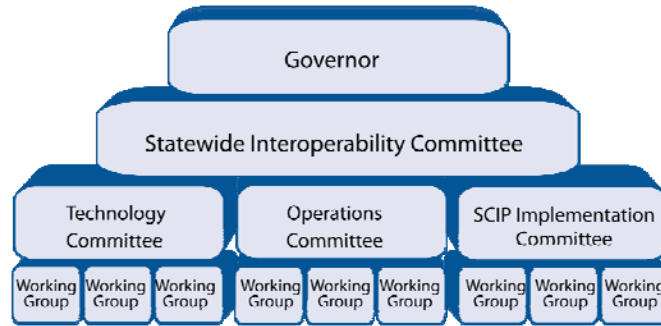 Governor
Statewide Interoperability Committee
Technology
Committee
Operations
Committee
SCIP Implementation
Committee
Working
Group
Working
Group
Working
Group
Working
Group
Working
Group
Working
Group
Working
Group
Working
Group
Working
Group